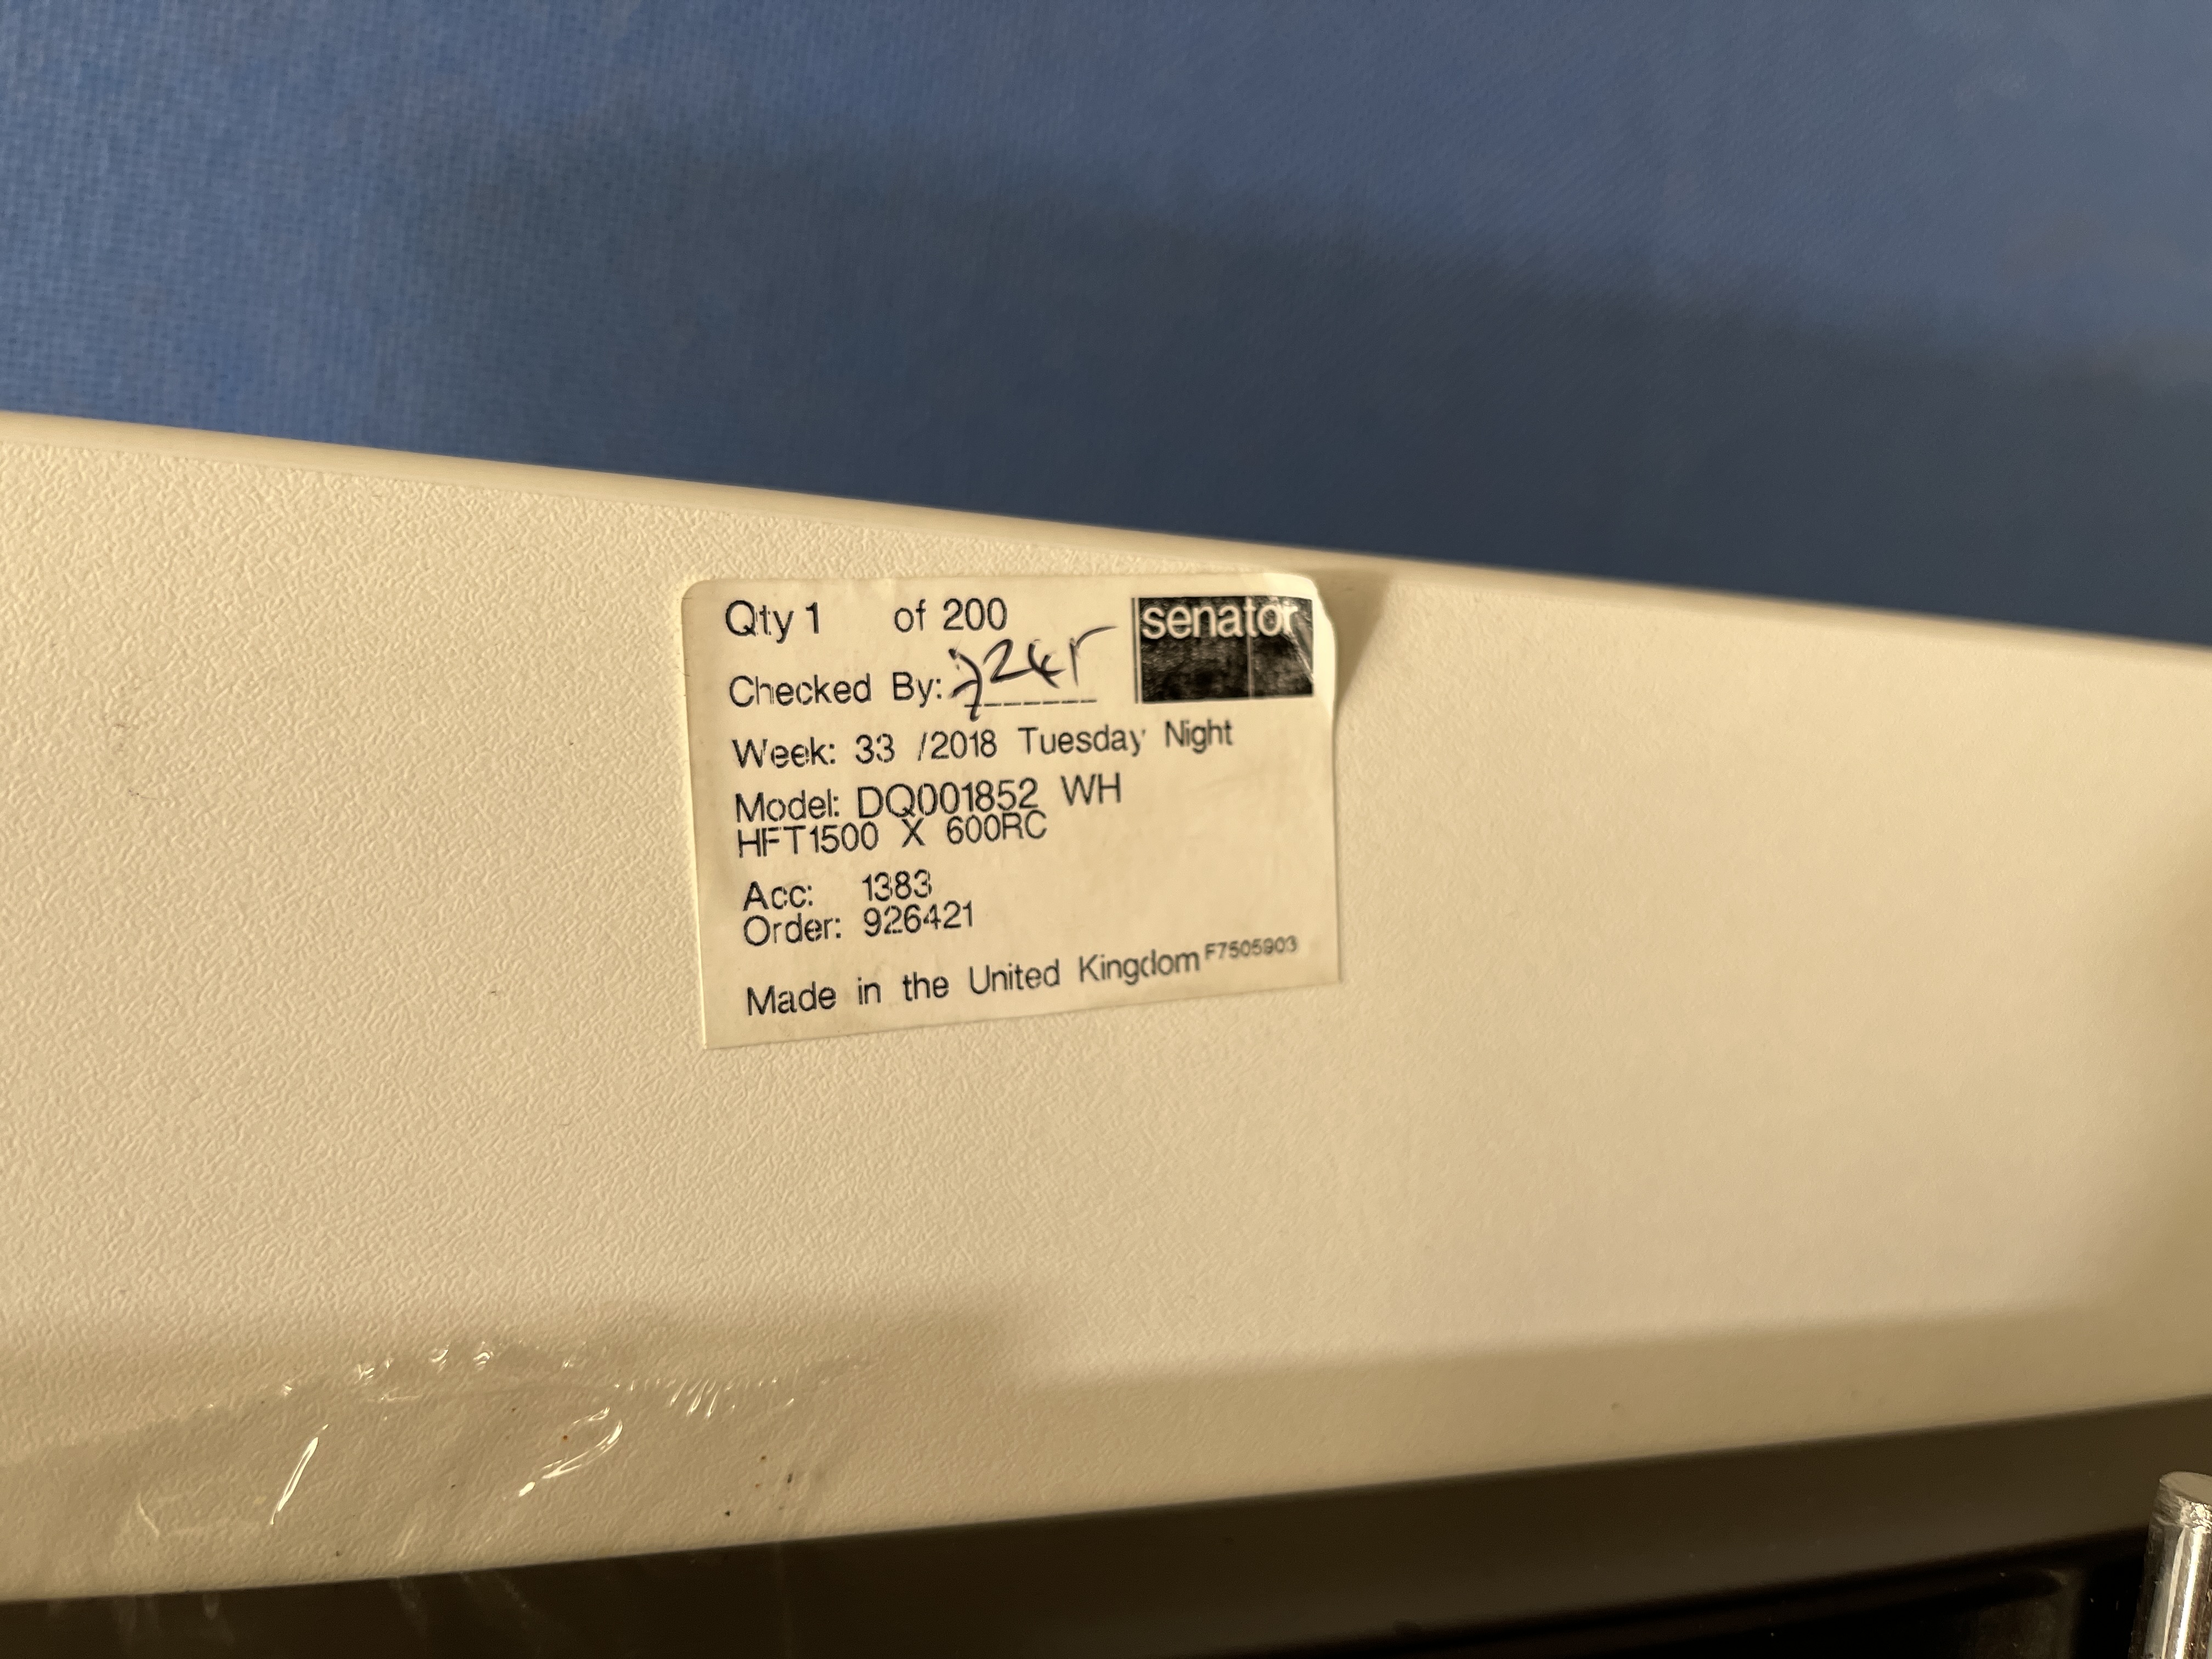 Qty 1 of 200
senator
Checked By:
Week: 33 /2018 Tuesday Night
Model: DQ001852 WH
HFT1500 X 600RC
Acc: 1383
Order: 926421
Made in the United Kingdom F7505903